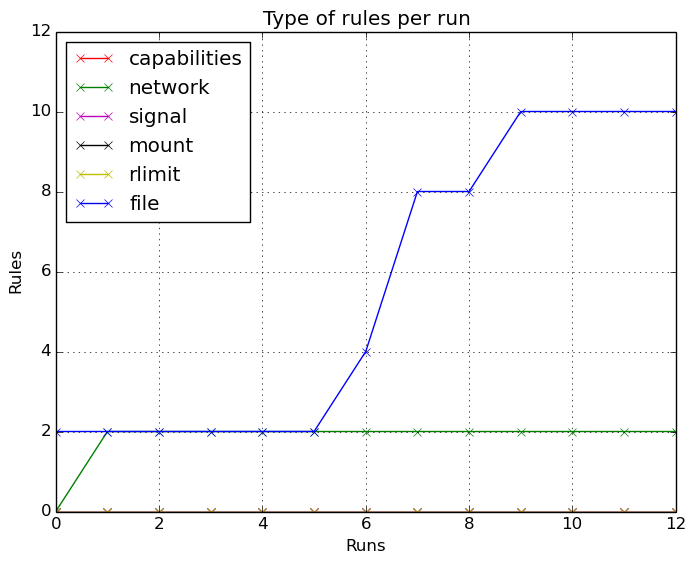 Type of rules per run
12
10
8
6
4
2
0
Rules
capabilities
network
signal
mount
rlimit
file
0 2 4 6 8 10 12
Runs